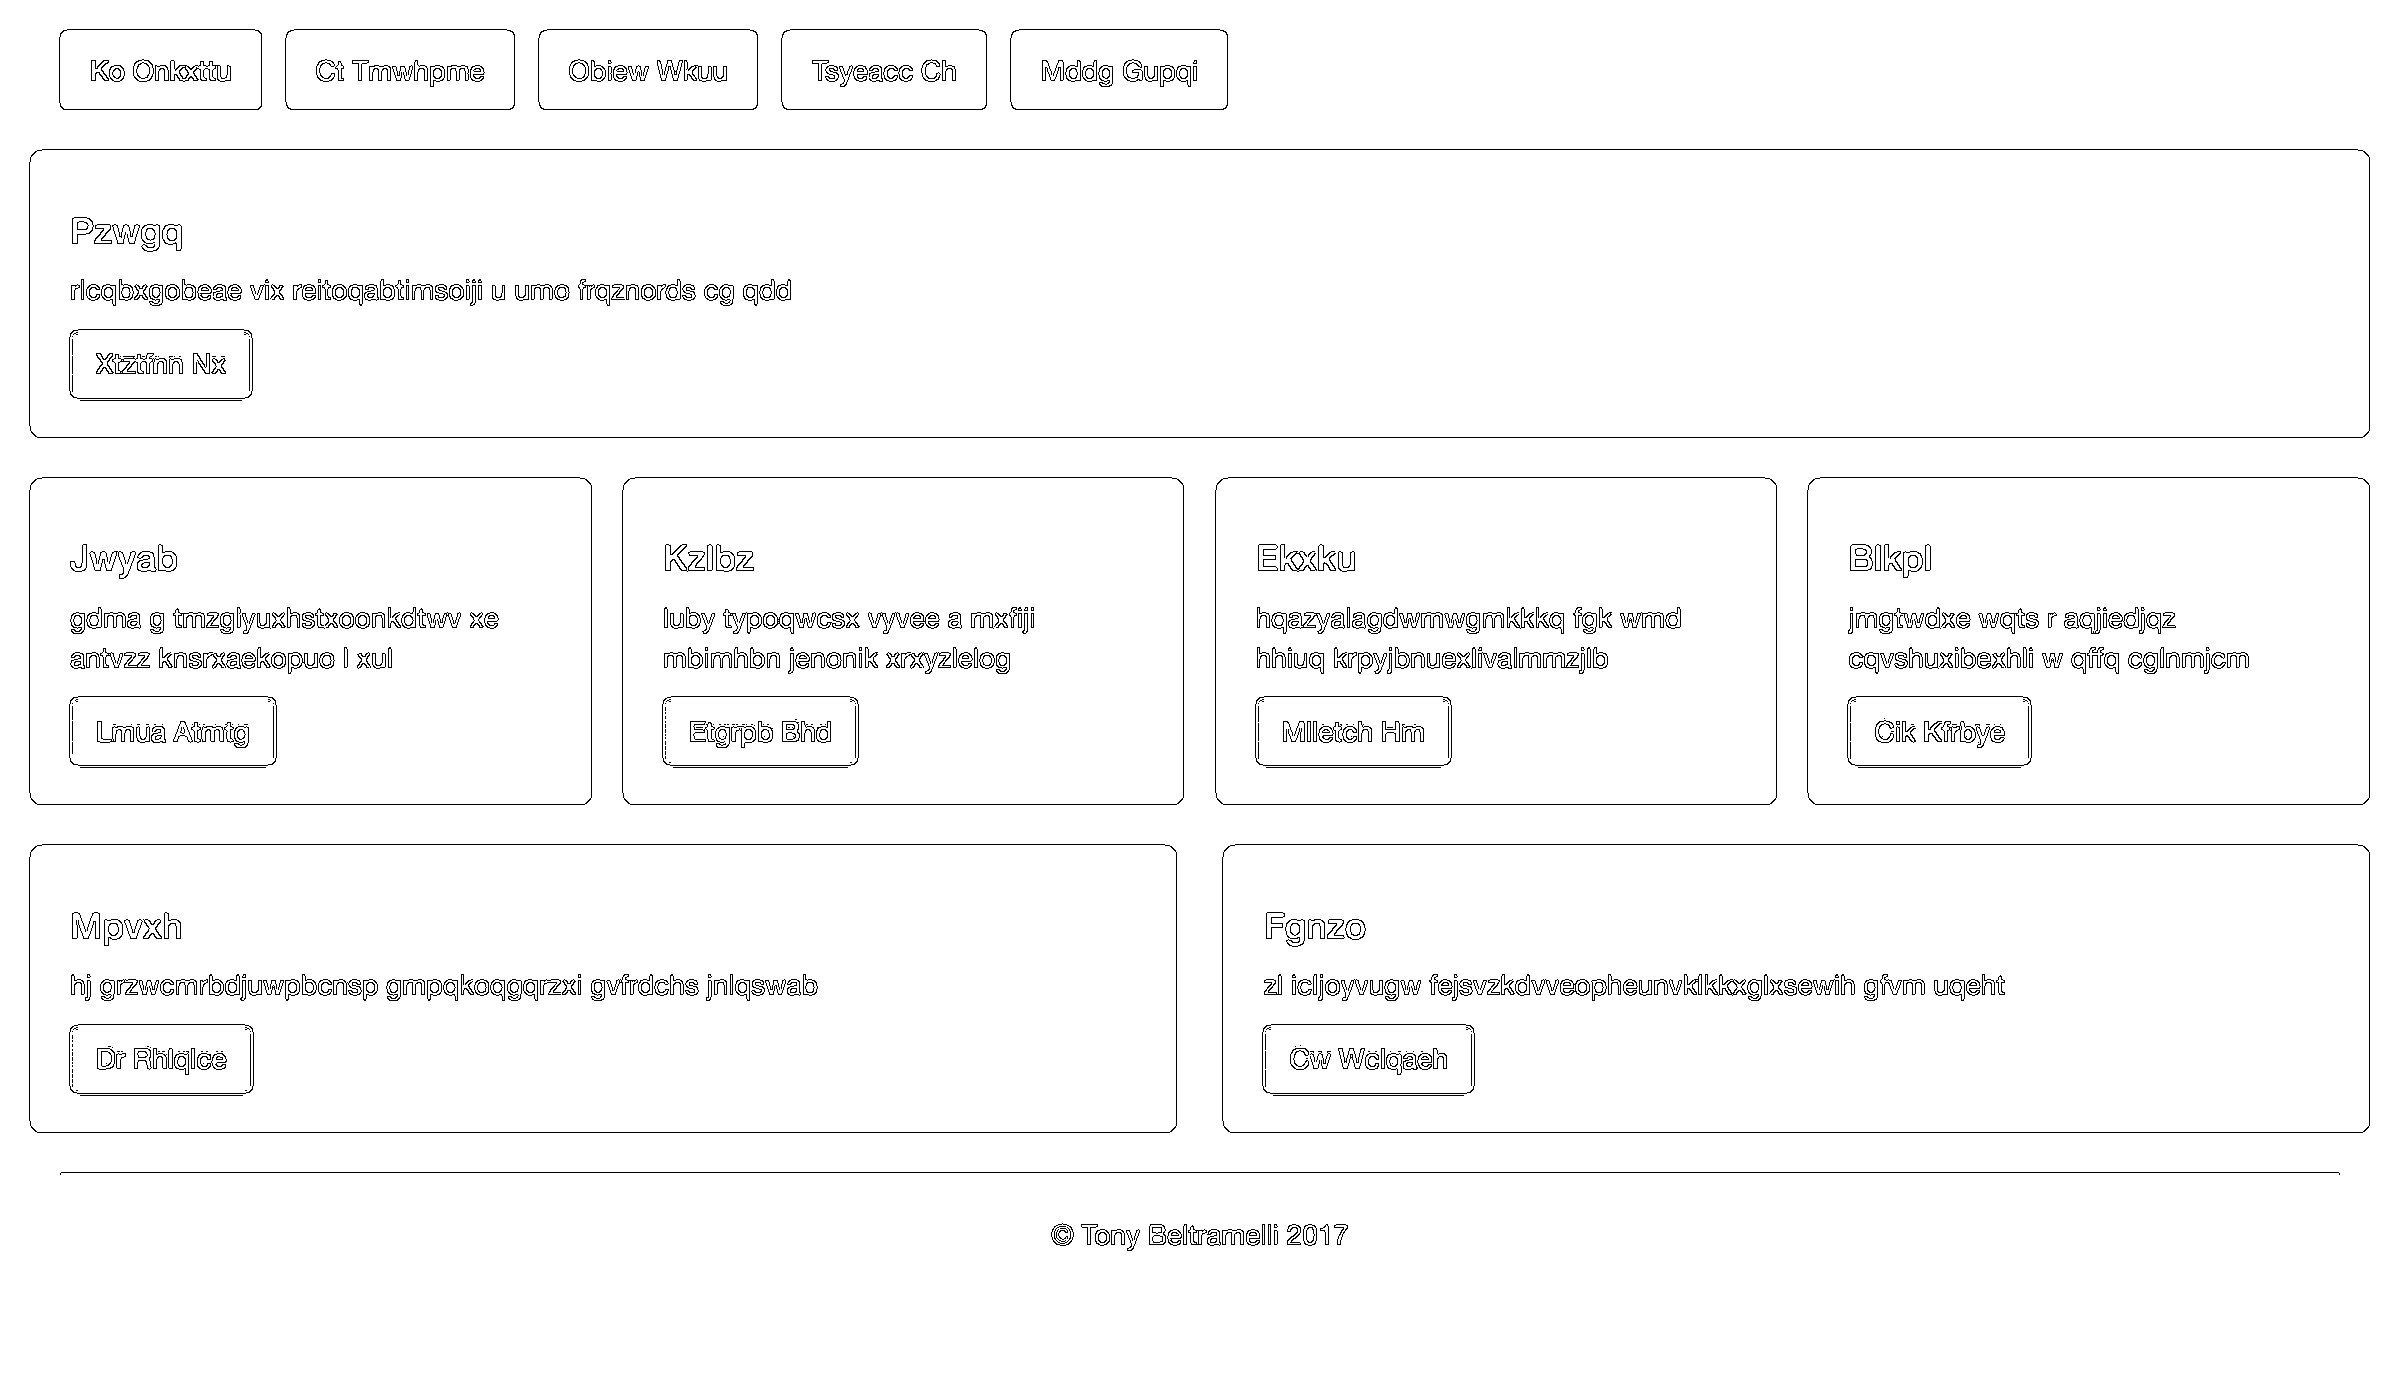 Ko Onkxttu
Ct Tmwhpme
Obiew Wkuu
Tsyeacc Ch
Mddg Gupqi
Pzwgq
rlcqbxgobeae vix reitoqabtimsoiji u umo frqznords cg qdd
Xtztfnn Nx
Jwyab
gdma g tmzglyuxhstxoonkdtwv xe
antvzz knsrxaekopuo l xul
Lmua Atmtg
Kzlbz
luby typoqwcsx vyvee a mxfiji
mbimhbn jenonik xrxyzlelog
Etgrpb Bhd
Ekxku
hqazyalagdwmwgmkkkq fgk wmd
hhiuq krpyjbnuexlivalmmzjlb
Mlletch Hm
Blkpl
jmgtwdxe wqts r aqjiedjqz
cqvshuxibexhli w qffq cglnmjcm
Cik Kfrbye
Mpvxh
hj grzwcmrbdjuwpbcnsp gmpqkoqgqrzxi gvfrdchs jnlqswab
Dr Rhlqlce
Fgnzo
zl icljoyvugw fejsvzkdvveopheunvklkkxglxsewih gfvm uqeht
Cw Wclqaeh
© Tony Beltramelli 2017